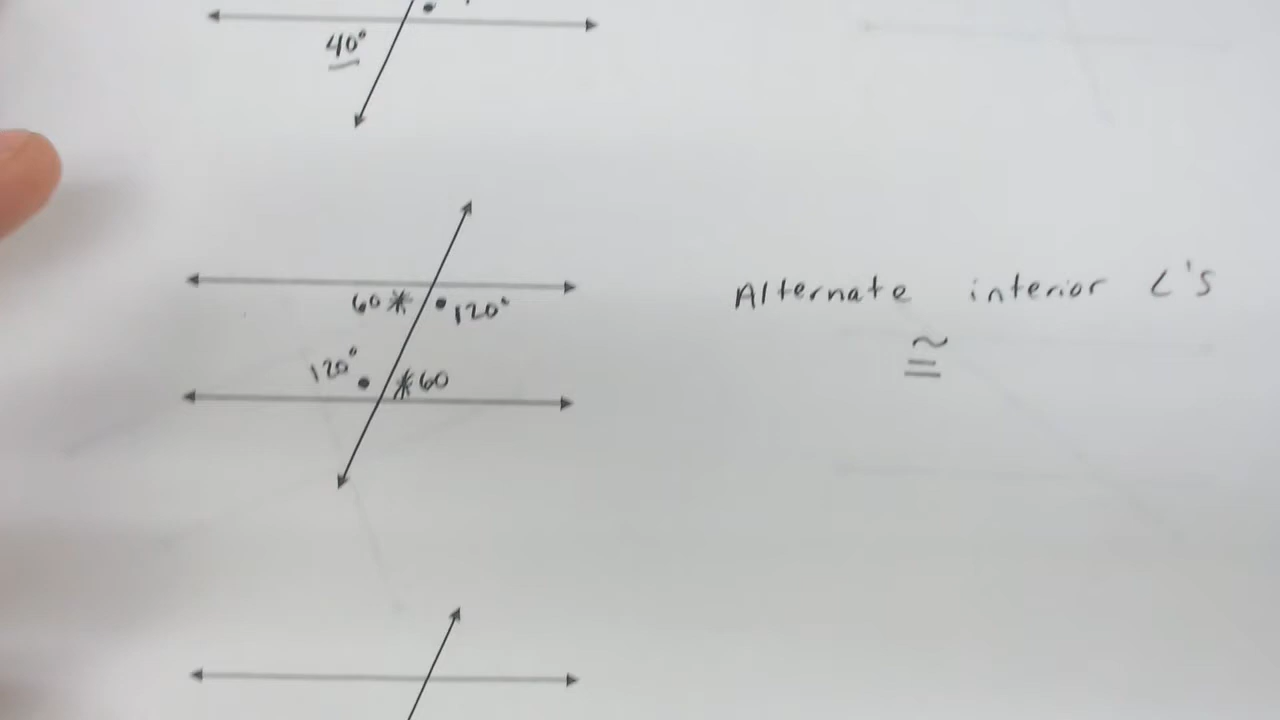 40°
60 * • 120°
Alternate interior ∠'s
≅
120° • * 60